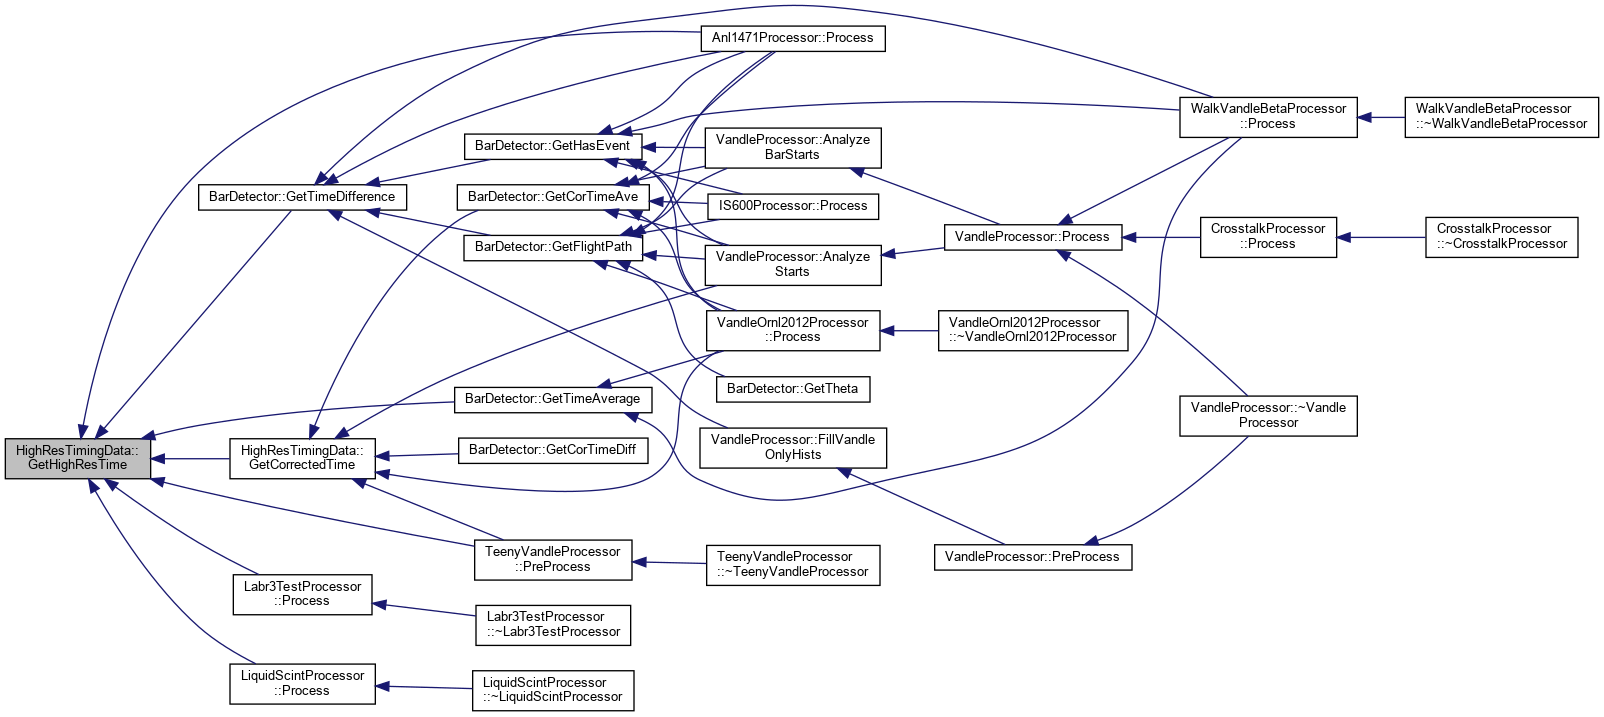 HighResTimingData::
GetHighResTime
BarDetector::GetTimeDifference
HighResTimingData::
GetCorrectedTime
Labr3TestProcessor
::Process
LiquidScintProcessor
::Process
BarDetector::GetHasEvent
BarDetector::GetCorTimeAve
BarDetector::GetFlightPath
BarDetector::GetTimeAverage
BarDetector::GetCorTimeDiff
TeenyVandleProcessor
::PreProcess
Labr3TestProcessor
::~Labr3TestProcessor
LiquidScintProcessor
::~LiquidScintProcessor
Anl1471Processor::Process
VandleProcessor::Analyze
BarStarts
IS600Processor::Process
VandleProcessor::Analyze
Starts
VandleOrnl2012Processor
::Process
BarDetector::GetTheta
VandleProcessor::FillVandle
OnlyHists
TeenyVandleProcessor
::~TeenyVandleProcessor
VandleProcessor::Process
VandleOrnl2012Processor
::~VandleOrnl2012Processor
VandleProcessor::PreProcess
WalkVandleBetaProcessor
::Process
CrosstalkProcessor
::Process
VandleProcessor::~Vandle
Processor
WalkVandleBetaProcessor
::~WalkVandleBetaProcessor
CrosstalkProcessor
::~CrosstalkProcessor